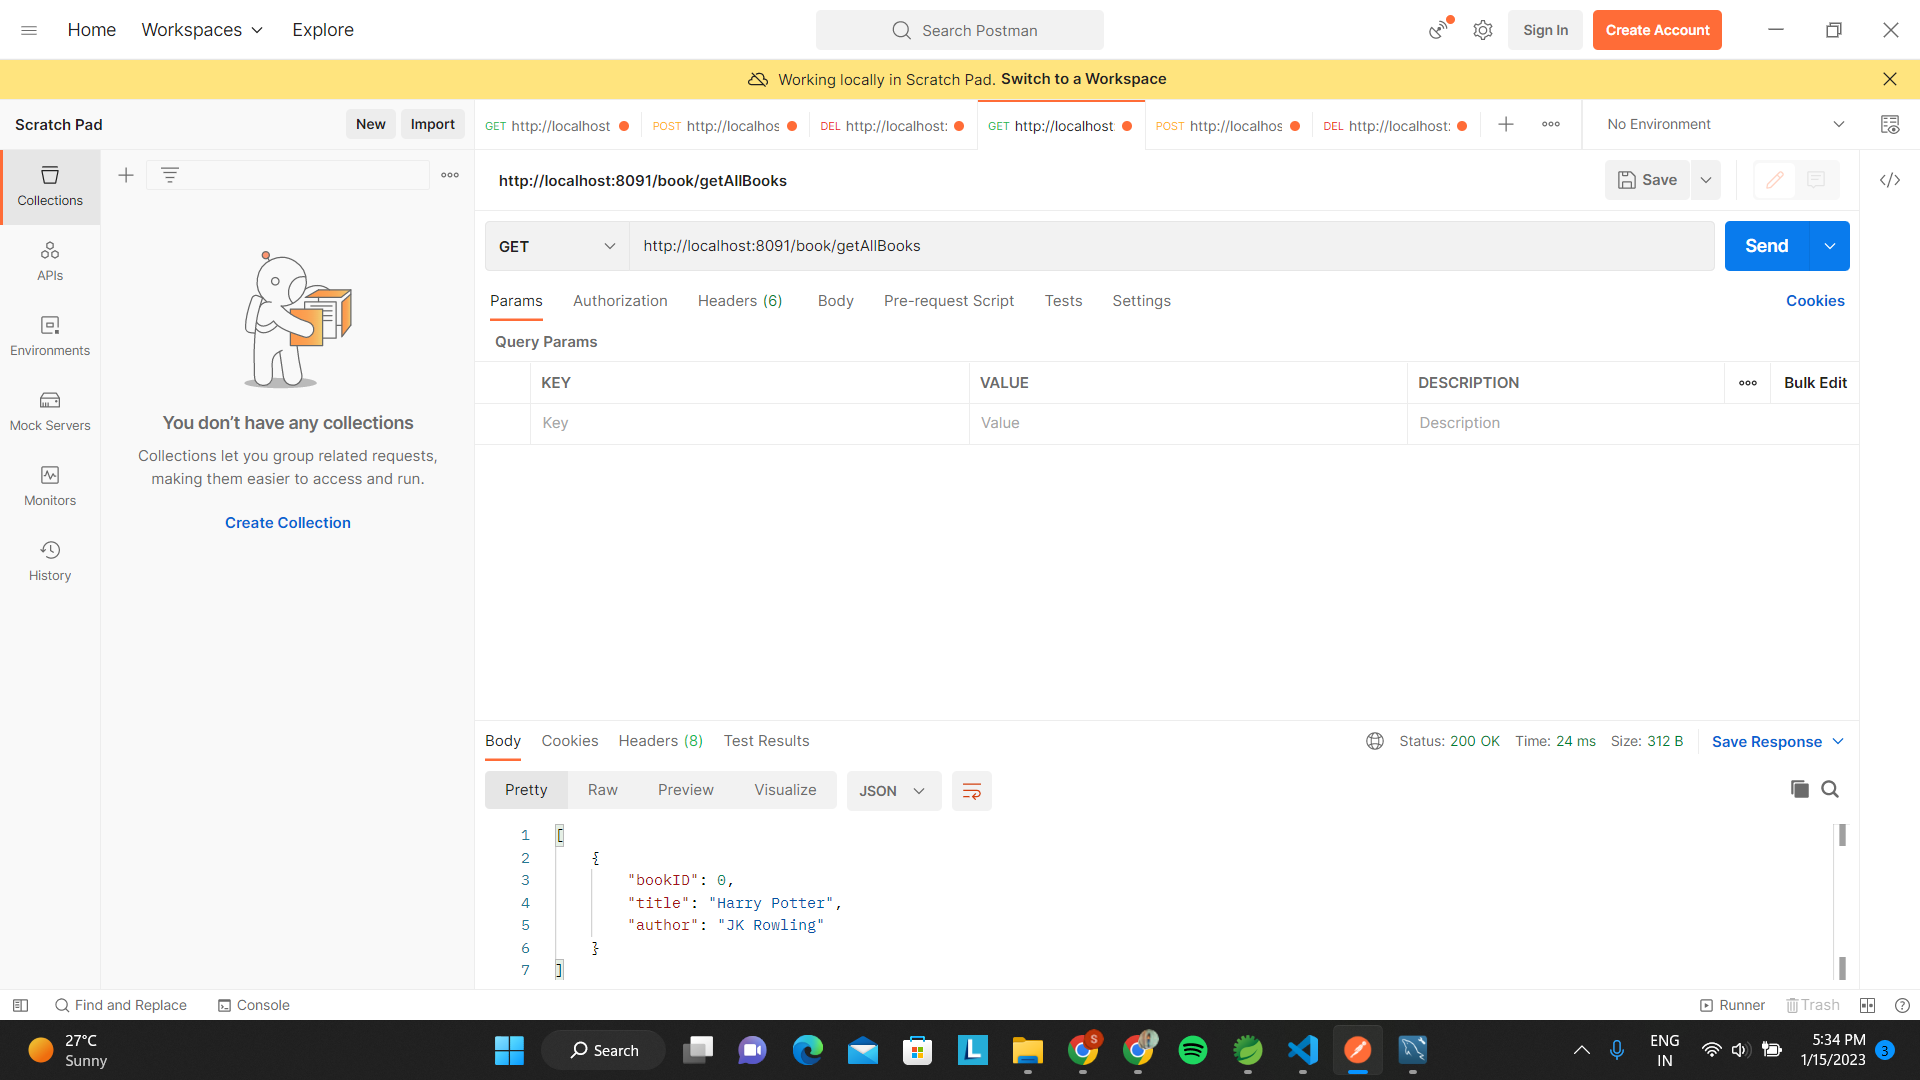 Home
Workspaces
Explore
Search Postman
Sign In
Create Account
Working locally in Scratch Pad. Switch to a Workspace
Scratch Pad
New
Import
GET http://localhost
POST http://localhos
DEL http://localhost:
GET http://localhost:
POST http://localhos
DEL http://localhost:
No Environment
Collections
APIs
Environments
Mock Servers
Monitors
History
You don’t have any collections
Collections let you group related requests,
making them easier to access and run.
Create Collection
http://localhost:8091/book/getAllBooks
Save
GET
http://localhost:8091/book/getAllBooks
Send
Params
Authorization
Headers (6)
Body
Pre-request Script
Tests
Settings
Cookies
Query Params
KEY
VALUE
DESCRIPTION
Bulk Edit
Key
Value
Description
Body
Cookies
Headers (8)
Test Results
Status: 200 OK
Time: 24 ms
Size: 312 B
Save Response
Pretty
Raw
Preview
Visualize
JSON
1 [
2 {
3 "bookID": 0,
4 "title": "Harry Potter",
5 "author": "JK Rowling"
6 }
7 ]
Find and Replace
Console
Runner
Trash
27°C
Sunny
Search
L
S
ENG
IN
5:34 PM
1/15/2023
3